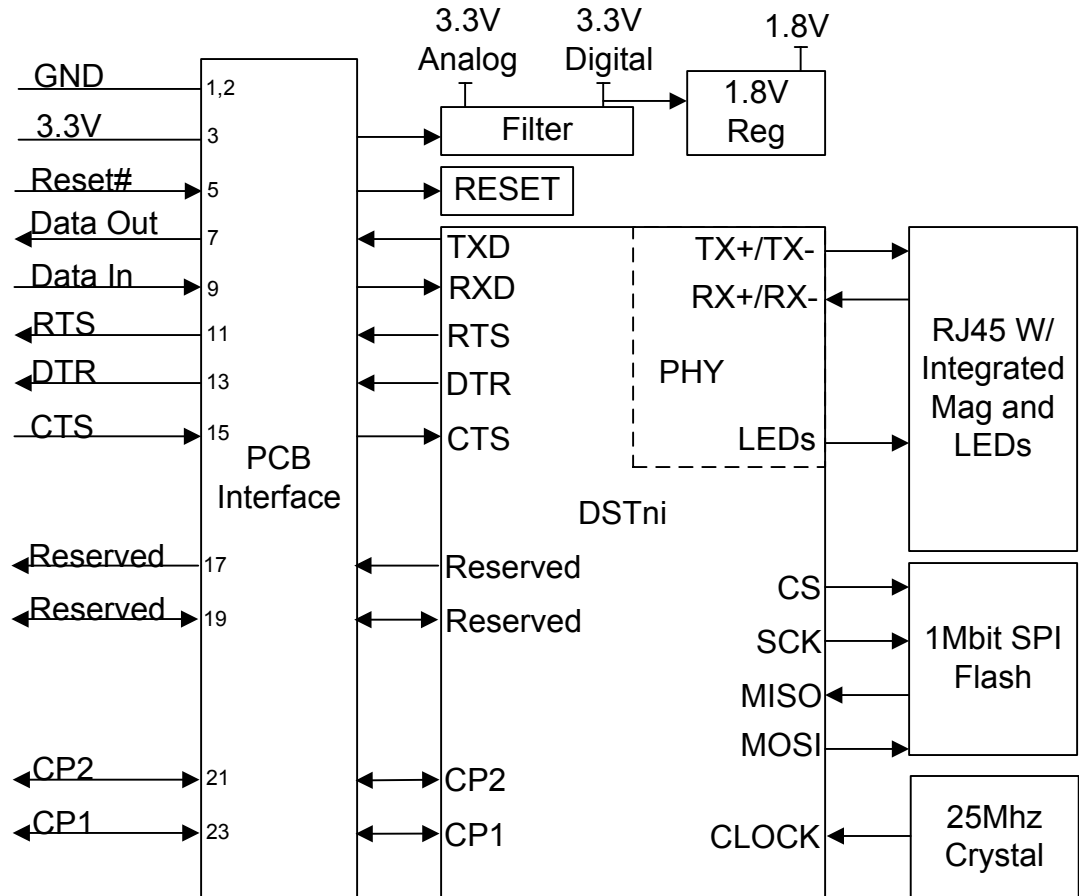 3.3V
Analog
3.3V
Digital
1.8V
GND
1,2
3.3V
3
Filter
1.8V
Reg
Reset#
5
RESET
Data Out
7
TXD
TX+/TX-
Data In
9
RXD
RX+/RX-
RTS
11
RTS
DTR
13
DTR
PHY
RJ45 W/
Integrated
Mag and
LEDs
CTS
15
CTS
LEDs
PCB
Interface
DSTni
Reserved
17
Reserved
CS
Reserved
19
Reserved
SCK
1Mbit SPI
Flash
MISO
MOSI
CP2
21
CP2
CP1
23
CP1
CLOCK
25Mhz
Crystal